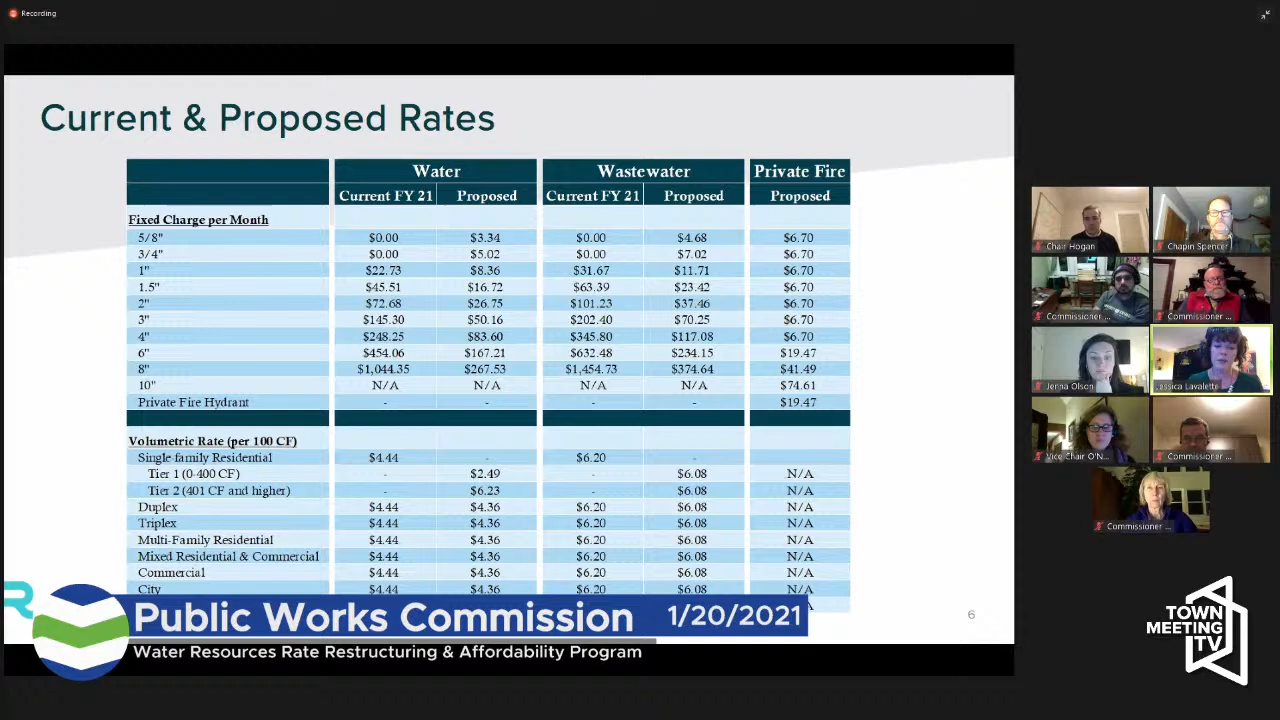 Recording
Current & Proposed Rates
Water Wastewater Private Fire
Current FY 21 Proposed Current FY 21 Proposed Proposed
Fixed Charge per Month
5/8" $0.00 $3.34 $0.00 $4.68 $6.70
3/4" $0.00 $5.02 $0.00 $7.02 $6.70
1" $22.73 $8.36 $31.67 $11.71 $6.70
1.5" $45.51 $16.72 $63.39 $23.42 $6.70
2" $72.68 $26.75 $101.23 $37.46 $6.70
3" $145.30 $50.16 $202.40 $70.25 $6.70
4" $248.25 $83.60 $345.80 $117.08 $6.70
6" $454.06 $167.21 $632.48 $234.15 $19.47
8" $1,044.35 $267.53 $1,454.73 $374.64 $41.49
10" N/A N/A N/A N/A $74.61
Private Fire Hydrant - - - - $19.47
Volumetric Rate (per 100 CF)
Single family Residential $4.44 - $6.20 -
Tier 1 (0-400 CF) - $2.49 - $6.08 N/A
Tier 2 (401 CF and higher) - $6.23 - $6.08 N/A
Duplex $4.44 $4.36 $6.20 $6.08 N/A
Triplex $4.44 $4.36 $6.20 $6.08 N/A
Multi-Family Residential $4.44 $4.36 $6.20 $6.08 N/A
Mixed Residential & Commercial $4.44 $4.36 $6.20 $6.08 N/A
Commercial $4.44 $4.36 $6.20 $6.08 N/A
City $4.44 $4.36 $6.20 $6.08 N/A
6
Public Works Commission 1/20/2021
Water Resources Rate Restructuring & Affordability Program
Chair Hogan
Chapin Spencer
Commissioner ...
Commissioner ...
Jenna Olson
Jessica Lavalette
Vice Chair O'N...
Commissioner ...
Commissioner ...
TOWN
MEETING
TV